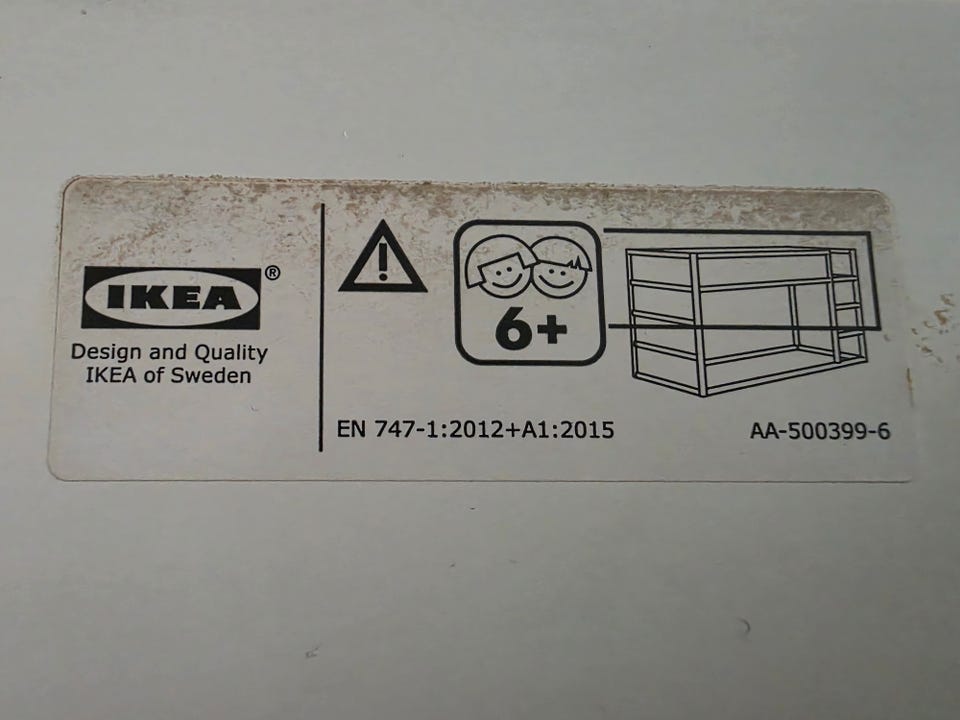 IKEA®
Design and Quality
IKEA of Sweden
6+
EN 747-1:2012+A1:2015
AA-500399-6